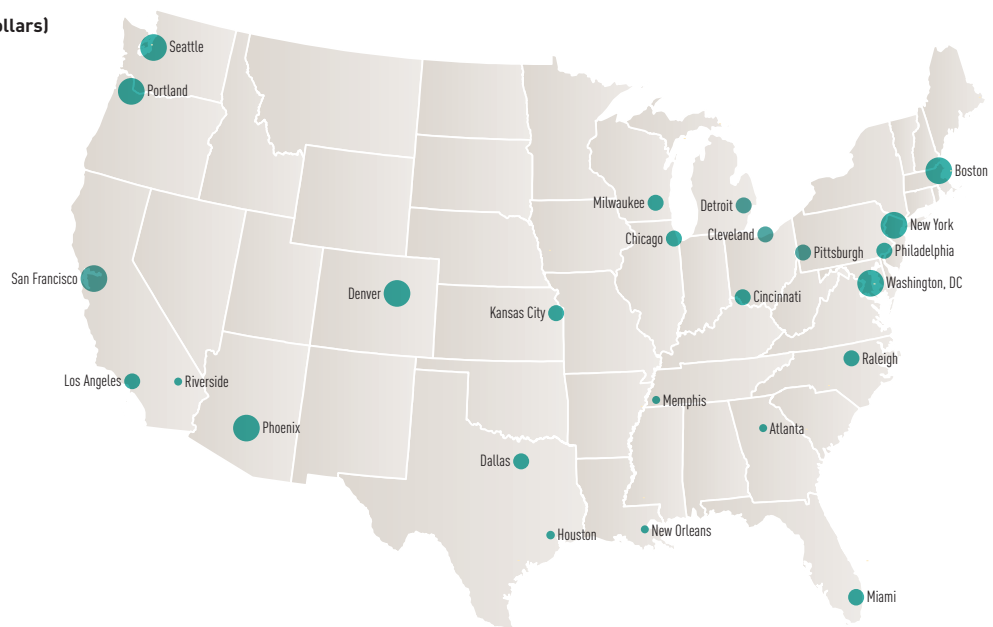 ollars)
Seattle
Portland
Boston
Milwaukee
Detroit
New York
Chicago
Cleveland
Philadelphia
Pittsburgh
San Francisco
Washington, DC
Denver
Cincinnati
Kansas City
Raleigh
Los Angeles
Riverside
Memphis
Phoenix
Atlanta
Dallas
New Orleans
Houston
Miami